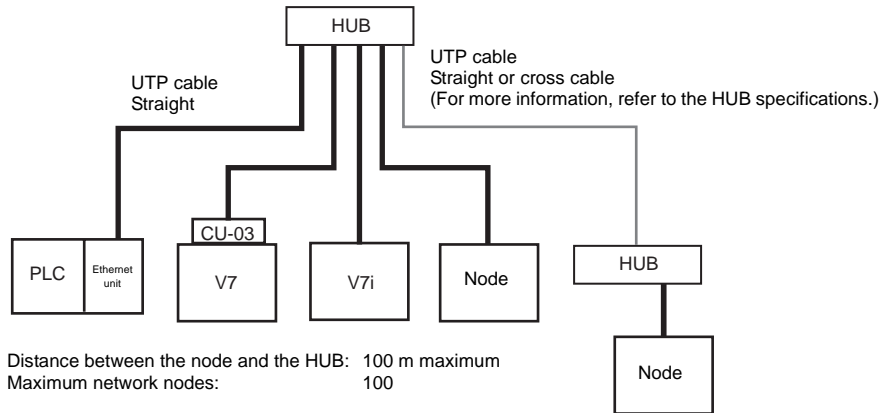 HUB
UTP cable
Straight
UTP cable
Straight or cross cable
(For more information, refer to the HUB specifications.)
CU-03
PLC
Ethernet
unit
V7
V7i
Node
HUB
Node
Distance between the node and the HUB: 100 m maximum
Maximum network nodes: 100